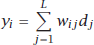 y_i = \sum_{j=1}^{L} w_{ij} d_j